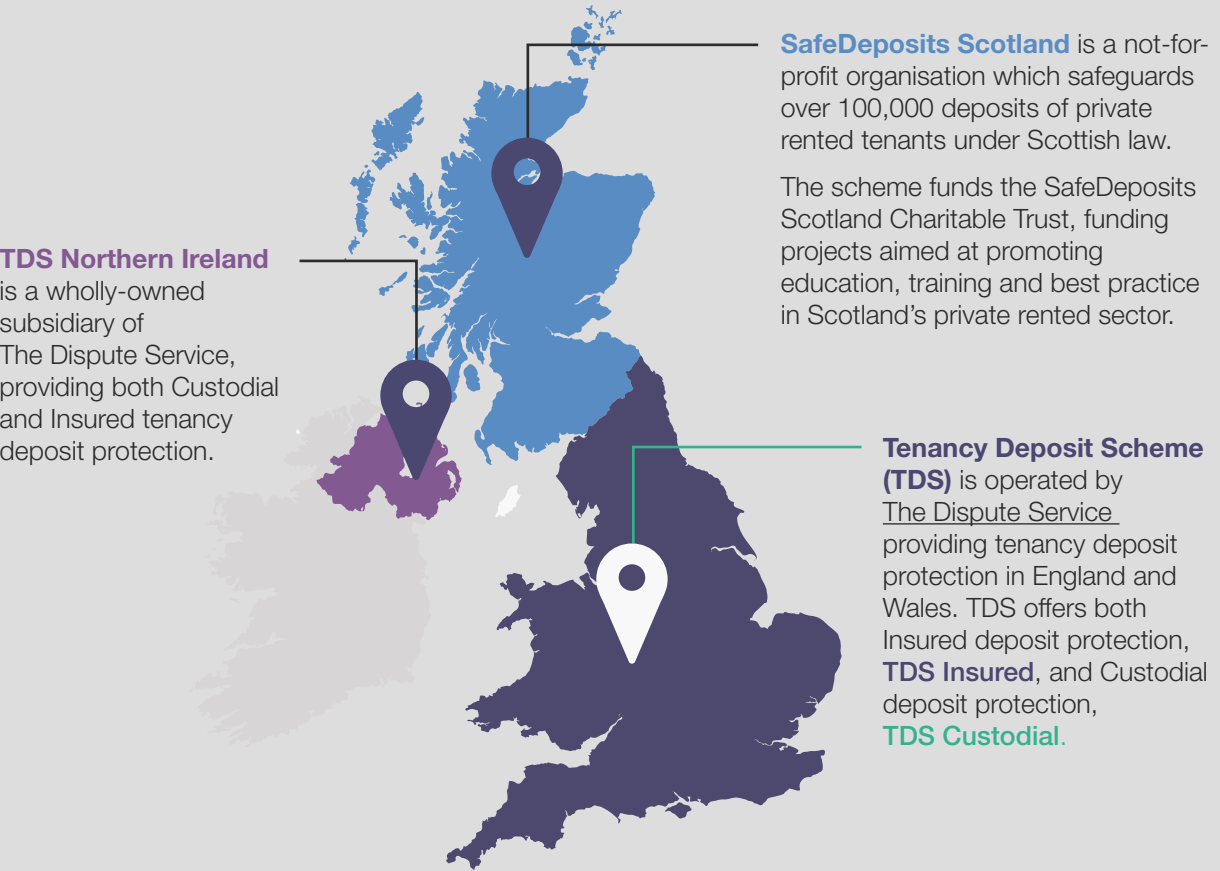 SafeDeposits Scotland is a not-for-
profit organisation which safeguards
over 100,000 deposits of private
rented tenants under Scottish law.
The scheme funds the SafeDeposits
Scotland Charitable Trust, funding
projects aimed at promoting
education, training and best practice
in Scotland’s private rented sector.
TDS Northern Ireland
is a wholly-owned
subsidiary of
The Dispute Service,
providing both Custodial
and Insured tenancy
deposit protection.
Tenancy Deposit Scheme
(TDS) is operated by
The Dispute Service
providing tenancy deposit
protection in England and
Wales. TDS offers both
Insured deposit protection,
TDS Insured, and Custodial
deposit protection,
TDS Custodial.